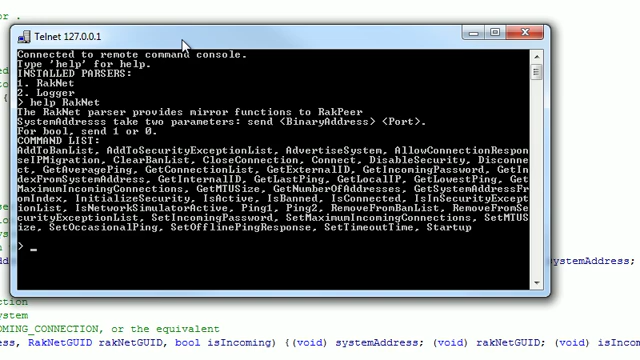 r .
Telnet 127.0.0.1
Connected to remote command console.
Type 'help' for help.
INSTALLED PARSERS:
1. RakNet
2. Logger
> help RakNet
The RakNet parser provides mirror functions to RakPeer
SystemAddresss take two parameters: send <BinaryAddress> <Port>.
For bool, send 1 or 0.
COMMAND LIST:
AddToBanList, AddToSecurityExceptionList, AdvertiseSystem, AllowConnectionRespon
seIPMigration, ClearBanList, CloseConnection, Connect, DisableSecurity, Disconne
ct, GetAveragePing, GetConnectionList, GetExternalID, GetIncomingPassword, GetIn
dexFromSystemAddress, GetInternalID, GetLastPing, GetLocalIP, GetLowestPing, Get
MaximumIncomingConnections, GetMTUSize, GetNumberOfAddresses, GetSystemAddressFr
omIndex, InitializeSecurity, IsActive, IsBanned, IsConnected, IsInSecurityExcept
ionList, IsNetworkSimulatorActive, Ping1, Ping2, RemoveFromBanList, RemoveFromSe
curityExceptionList, SetIncomingPassword, SetMaximumIncomingConnections, SetMTUS
ize, SetOccasionalPing, SetOfflinePingResponse, SetTimeoutTime, Startup
> _
systemAddress;
ction
ystem
OMING_CONNECTION, or the equivalent
ess, RakNetGUID rakNetGUID, bool isIncoming) {(void) systemAddress; (void) rakNetGUID; (void) isInco